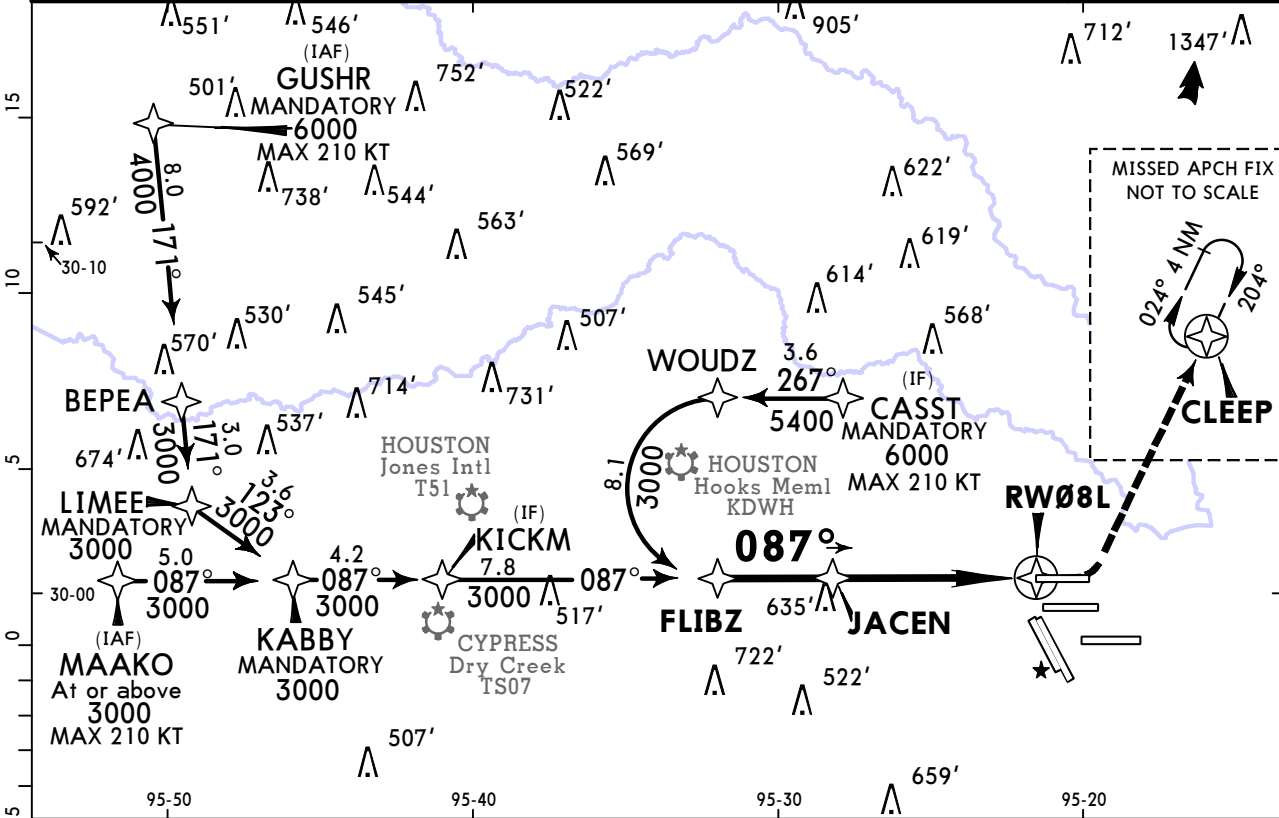 551'
546'
905'
712'
1347'
(IAF)
GUSHR
MANDATORY
6000
MAX 210 KT
501'
752'
522'
15
8.0
4000
171°
738'
544'
569'
622'
MISSED APCH FIX
NOT TO SCALE
592'
30-10
563'
619'
4 NM
024°
204°
10
545'
530'
614'
507'
568'
570'
BEPEA
714'
731'
WOUDZ
3.6
267°
5400
(IF)
CASST
MANDATORY
6000
MAX 210 KT
CLEEP
3.0
171°
3000
537'
674'
5
HOUSTON
Jones Intl
T51
8.1
3000
HOUSTON
Hooks Meml
KDWH
LIMEE
MANDATORY
3000
3.6
123°
3000
RWØ8L
(IF)
KICKM
087°
5.0
087°
3000
4.2
087°
3000
7.8
3000
087°
30-00
517'
635'
FLIBZ
JACEN
0
(IAF)
MAAKO
At or above
3000
MAX 210 KT
KABBY
MANDATORY
3000
CYPRESS
Dry Creek
TS07
722'
522'
507'
659'
5
95-50
95-40
95-30
95-20